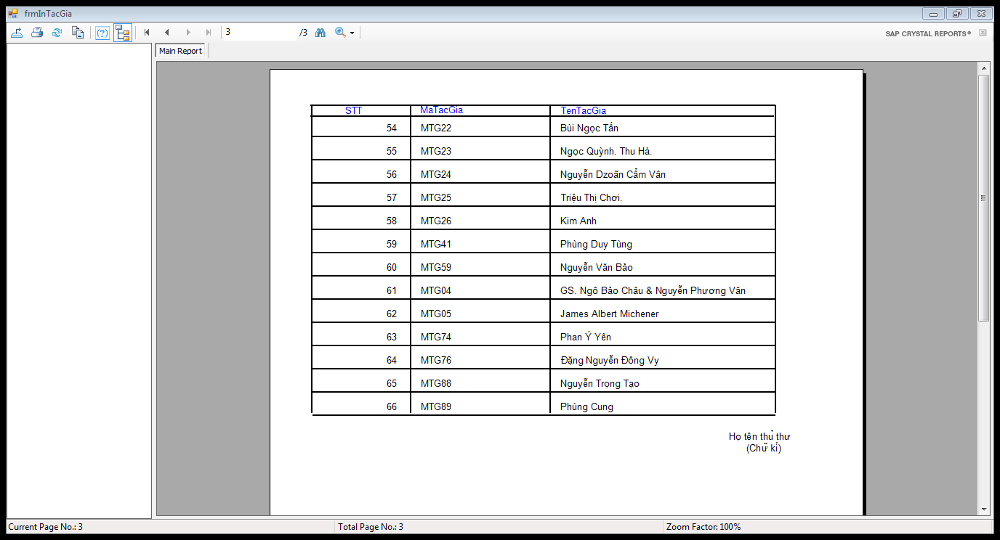 frmInTacGia
3 /3
SAP CRYSTAL REPORTS®
Main Report
STT MaTacGia TenTacGia
54 MTG22 Bùi Ngọc Tấn
55 MTG23 Ngọc Quỳnh. Thu Hà.
56 MTG24 Nguyễn Dzoãn Cẩm Vân
57 MTG25 Triệu Thị Chơi.
58 MTG26 Kim Anh
59 MTG41 Phùng Duy Tùng
60 MTG59 Nguyễn Văn Bảo
61 MTG04 GS. Ngô Bảo Châu & Nguyễn Phương Văn
62 MTG05 James Albert Michener
63 MTG74 Phan Ý Yên
64 MTG76 Đặng Nguyễn Đông Vy
65 MTG88 Nguyễn Trọng Tạo
66 MTG89 Phùng Cung
Họ tên thủ thư
(Chữ kí)
Current Page No.: 3 Total Page No.: 3 Zoom Factor: 100%